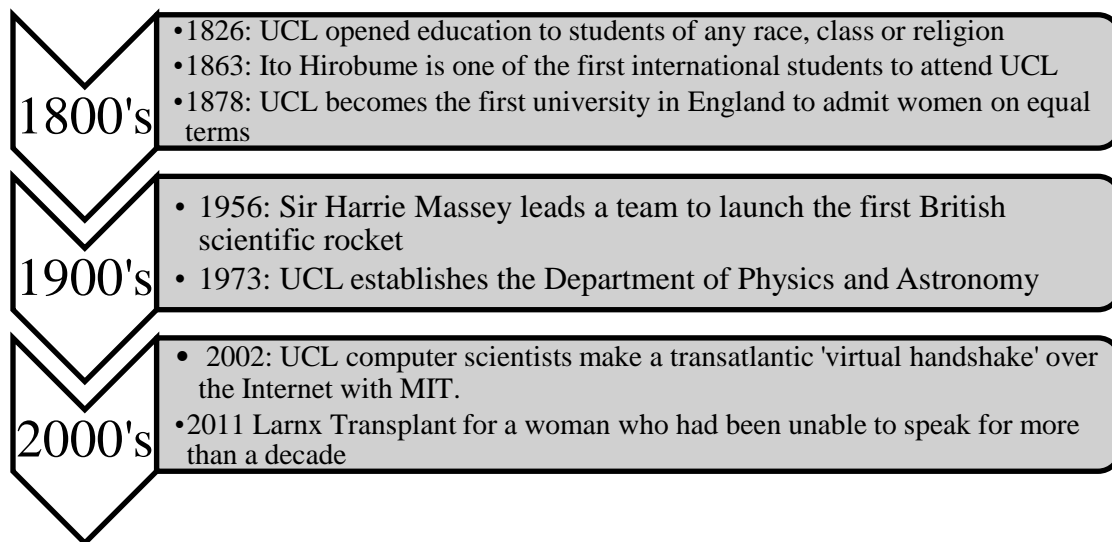 1800's
•1826: UCL opened education to students of any race, class or religion
•1863: Ito Hirobume is one of the first international students to attend UCL
•1878: UCL becomes the first university in England to admit women on equal
terms
1900's
• 1956: Sir Harrie Massey leads a team to launch the first British
scientific rocket
• 1973: UCL establishes the Department of Physics and Astronomy
2000's
• 2002: UCL computer scientists make a transatlantic 'virtual handshake' over
the Internet with MIT.
•2011 Larnx Transplant for a woman who had been unable to speak for more
than a decade